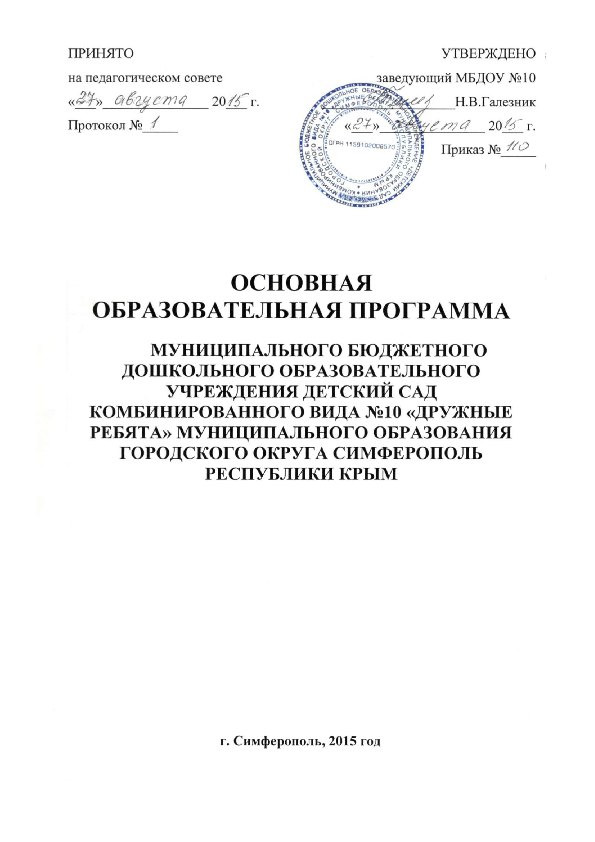 ПРИНЯТО
на педагогическом совете
«27» августа 2015 г.
Протокол № 1
УТВЕРЖДЕНО
заведующий МБДОУ №10
Н.В.Галезник
«27» августа 2015 г.
Приказ № 110
ОГРН 1159102008570
ОСНОВНАЯ
ОБРАЗОВАТЕЛЬНАЯ ПРОГРАММА
МУНИЦИПАЛЬНОГО БЮДЖЕТНОГО
ДОШКОЛЬНОГО ОБРАЗОВАТЕЛЬНОГО
УЧРЕЖДЕНИЯ ДЕТСКИЙ САД
КОМБИНИРОВАННОГО ВИДА №10 «ДРУЖНЫЕ
РЕБЯТА» МУНИЦИПАЛЬНОГО ОБРАЗОВАНИЯ
ГОРОДСКОГО ОКРУГА СИМФЕРОПОЛЬ
РЕСПУБЛИКИ КРЫМ
г. Симферополь, 2015 год